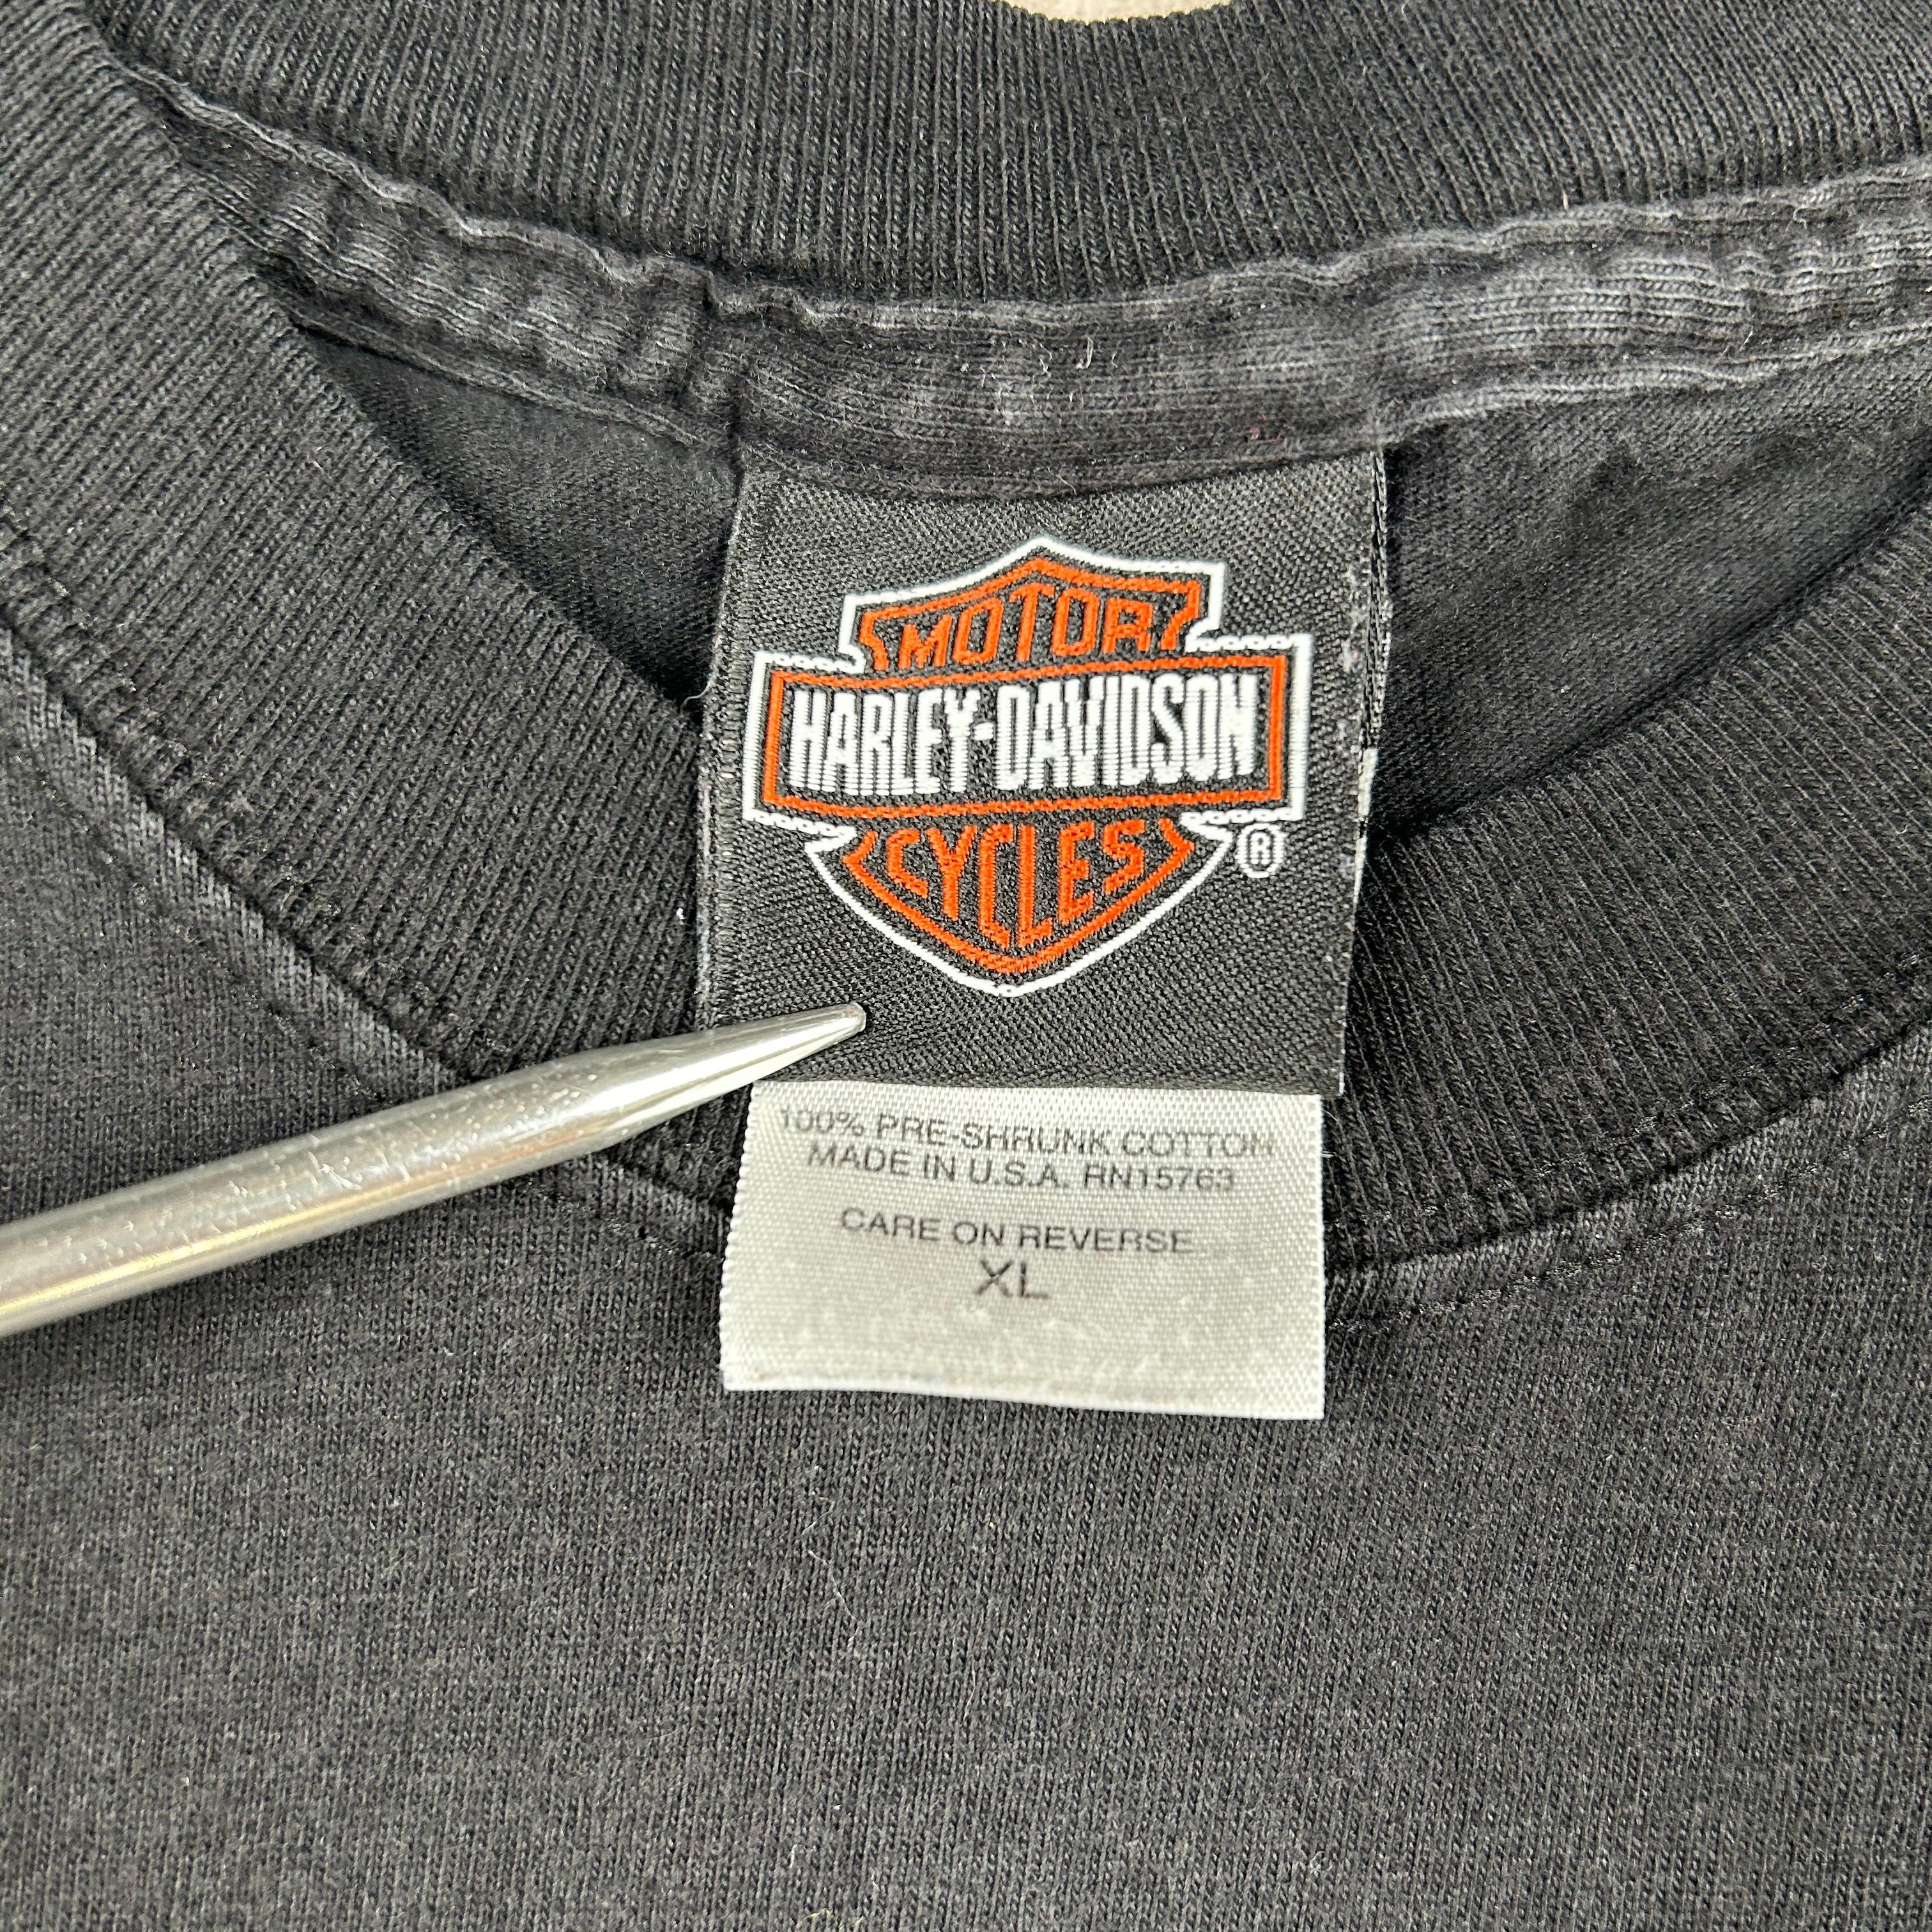 MOTOR
HARLEY-DAVIDSON
CYCLES
®
100% PRE-SHRUNK COTTON
MADE IN U.S.A. RN15763
CARE ON REVERSE
XL